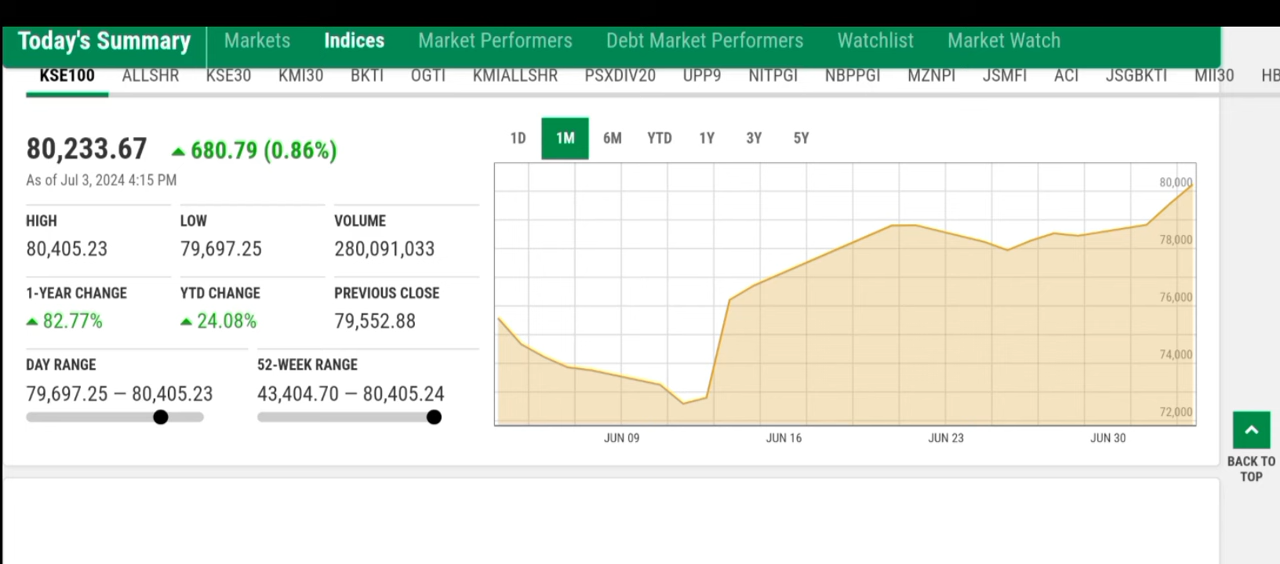 Today's Summary Markets Indices Market Performers Debt Market Performers Watchlist Market Watch
KSE100 ALLSHR KSE30 KMI30 BKTI OGTI KMIALLSHR PSXDIV20 UPP9 NITPGI NBPPGI MZNPI JSMFI ACI JSGBKTI MII30 HB
80,233.67 680.79 (0.86%)
As of Jul 3, 2024 4:15 PM
HIGH LOW VOLUME
80,405.23 79,697.25 280,091,033
1-YEAR CHANGE YTD CHANGE PREVIOUS CLOSE
82.77% 24.08% 79,552.88
DAY RANGE 52-WEEK RANGE
79,697.25 — 80,405.23 43,404.70 — 80,405.24
1D 1M 6M YTD 1Y 3Y 5Y
80,000
78,000
76,000
74,000
72,000
JUN 09 JUN 16 JUN 23 JUN 30
BACK TO
TOP